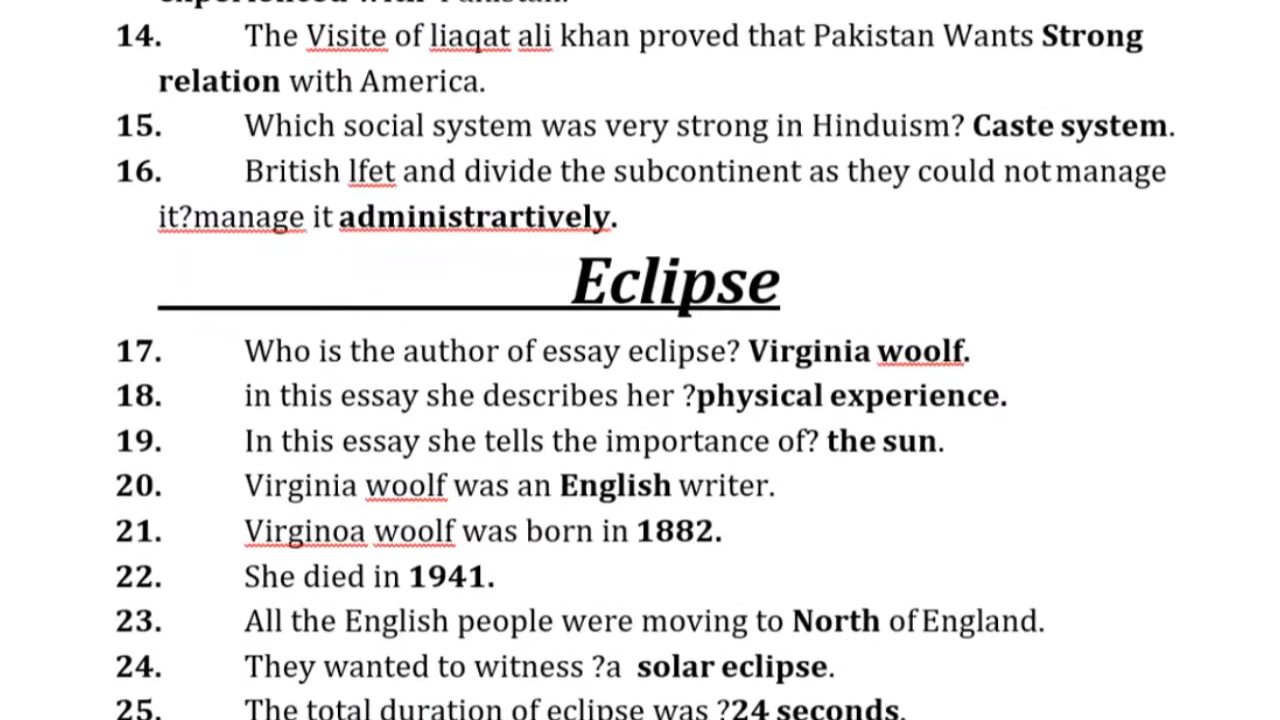 experienced with Pakistan.
14. The Visite of liaqat ali khan proved that Pakistan Wants Strong
relation with America.
15. Which social system was very strong in Hinduism? Caste system.
16. British lfet and divide the subcontinent as they could not manage
it?manage it administrartively.
Eclipse
17. Who is the author of essay eclipse? Virginia woolf.
18. in this essay she describes her ?physical experience.
19. In this essay she tells the importance of? the sun.
20. Virginia woolf was an English writer.
21. Virginoa woolf was born in 1882.
22. She died in 1941.
23. All the English people were moving to North of England.
24. They wanted to witness ?a solar eclipse.
25. The total duration of eclipse was ?24 seconds.